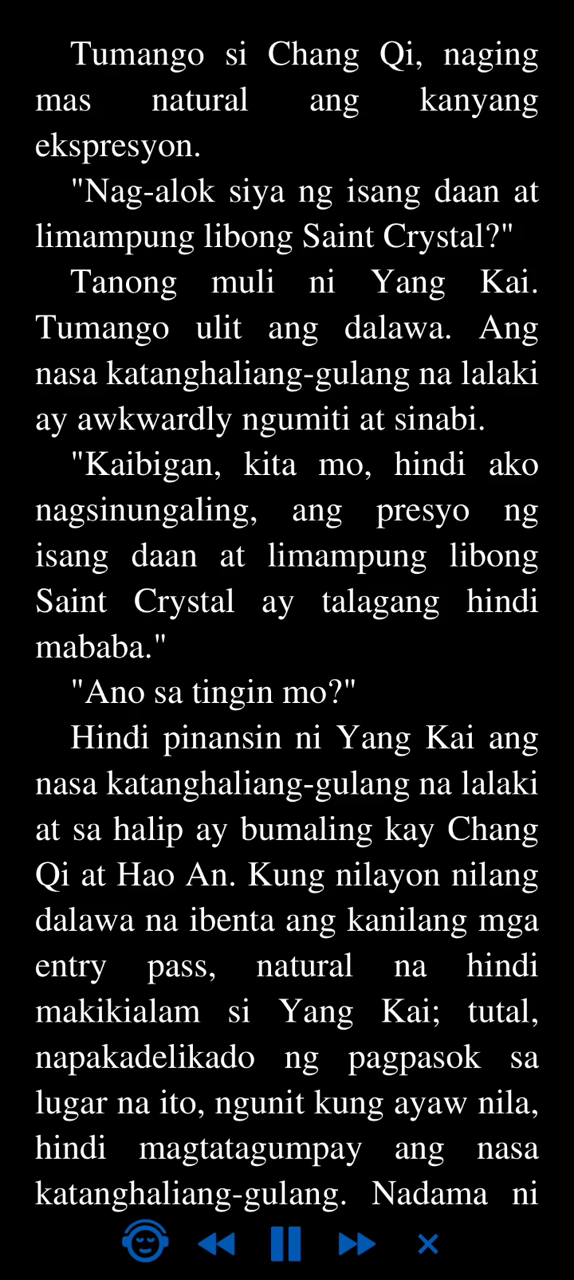 Tumango si Chang Qi, naging
mas natural ang kanyang
ekspresyon.
"Nag-alok siya ng isang daan at
limampung libong Saint Crystal?"
Tanong muli ni Yang Kai.
Tumango ulit ang dalawa. Ang
nasa katanghaliang-gulang na lalaki
ay awkwardly ngumiti at sinabi.
"Kaibigan, kita mo, hindi ako
nagsinungaling, ang presyo ng
isang daan at limampung libong
Saint Crystal ay talagang hindi
mababa."
"Ano sa tingin mo?"
Hindi pinansin ni Yang Kai ang
nasa katanghaliang-gulang na lalaki
at sa halip ay bumaling kay Chang
Qi at Hao An. Kung nilayon nilang
dalawa na ibenta ang kanilang mga
entry pass, natural na hindi
makikialam si Yang Kai; tutal,
napakadelikado ng pagpasok sa
lugar na ito, ngunit kung ayaw nila,
hindi magtatagumpay ang nasa
katanghaliang-gulang. Nadama ni